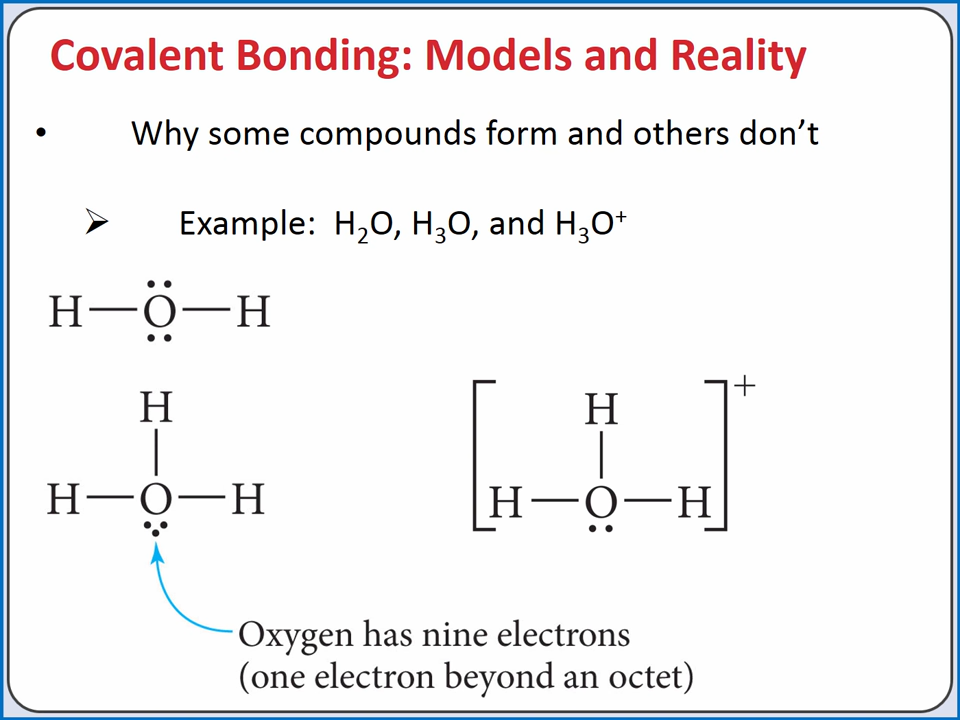 Covalent Bonding: Models and Reality
• Why some compounds form and others don't
➢ Example: H₂O, H₃O, and H₃O⁺
H—O—H
H
H—O—H
H
[H—O—H]+
Oxygen has nine electrons
(one electron beyond an octet)